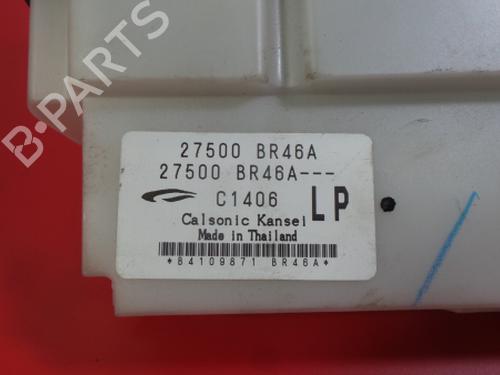 B-PARTS
27500 BR46A
27500 BR46A---
C1406 LP
Calsonic Kansei
Made in Thailand
*84109871 BR46A*